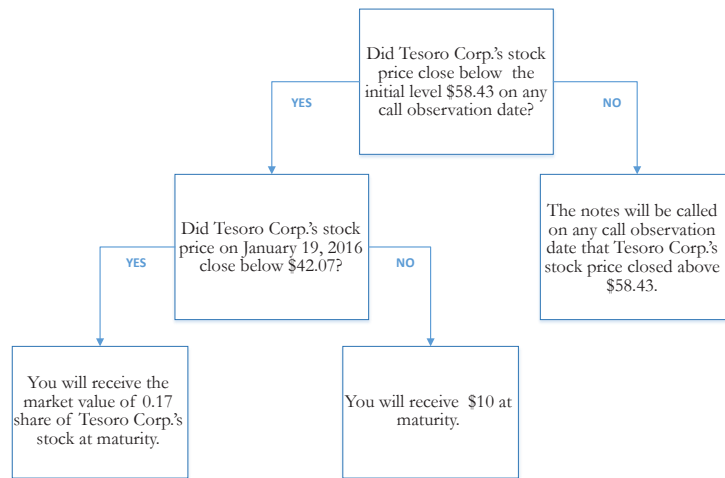 Did Tesoro Corp.'s stock
price close below the
initial level $58.43 on any
call observation date?
YES
NO
Did Tesoro Corp.'s stock
price on January 19, 2016
close below $42.07?
The notes will be called
on any call observation
date that Tesoro Corp.'s
stock price closed above
$58.43.
YES
NO
You will receive the
market value of 0.17
share of Tesoro Corp.'s
stock at maturity.
You will receive $10 at
maturity.